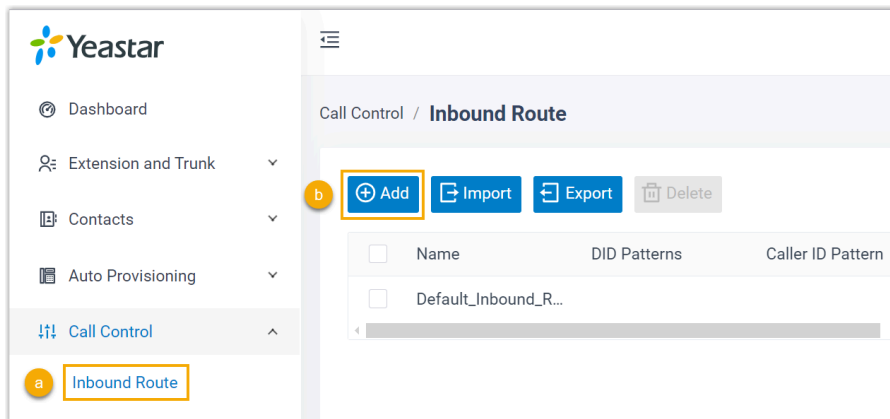 Yeastar
Dashboard
Extension and Trunk
Contacts
Auto Provisioning
Call Control
a Inbound Route
Call Control / Inbound Route
b Add Import Export Delete
Name DID Patterns Caller ID Pattern
Default_Inbound_R...